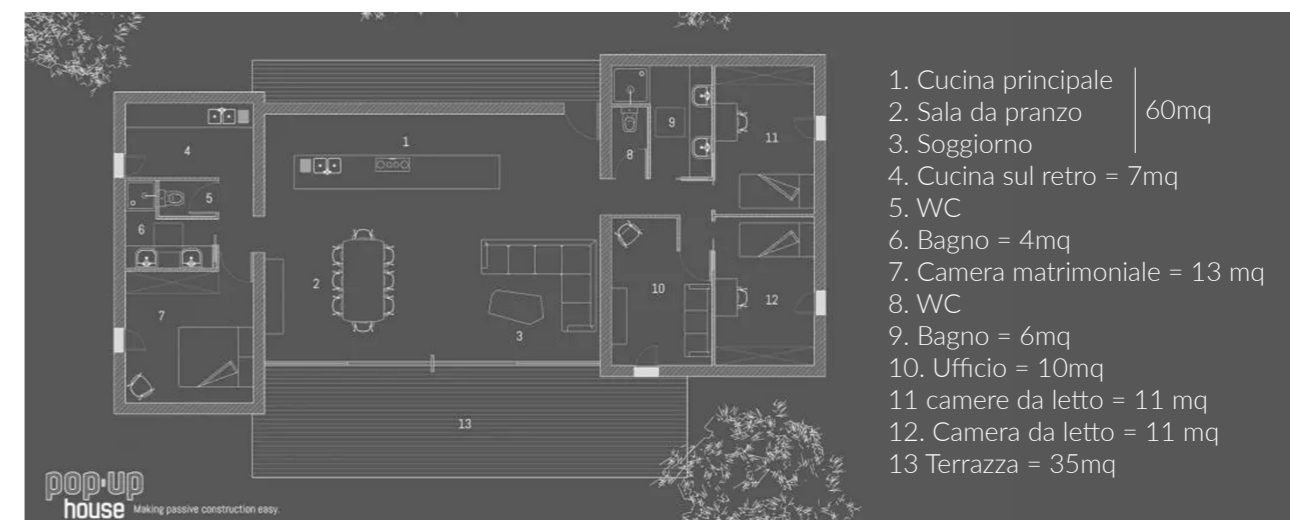 1
2
3
4
5
6
7
8
9
10
11
12
13
pop·up
house Making passive construction easy.
1. Cucina principale
2. Sala da pranzo
3. Soggiorno
60mq
4. Cucina sul retro = 7mq
5. WC
6. Bagno = 4mq
7. Camera matrimoniale = 13 mq
8. WC
9. Bagno = 6mq
10. Ufficio = 10mq
11 camere da letto = 11 mq
12. Camera da letto = 11 mq
13 Terrazza = 35mq